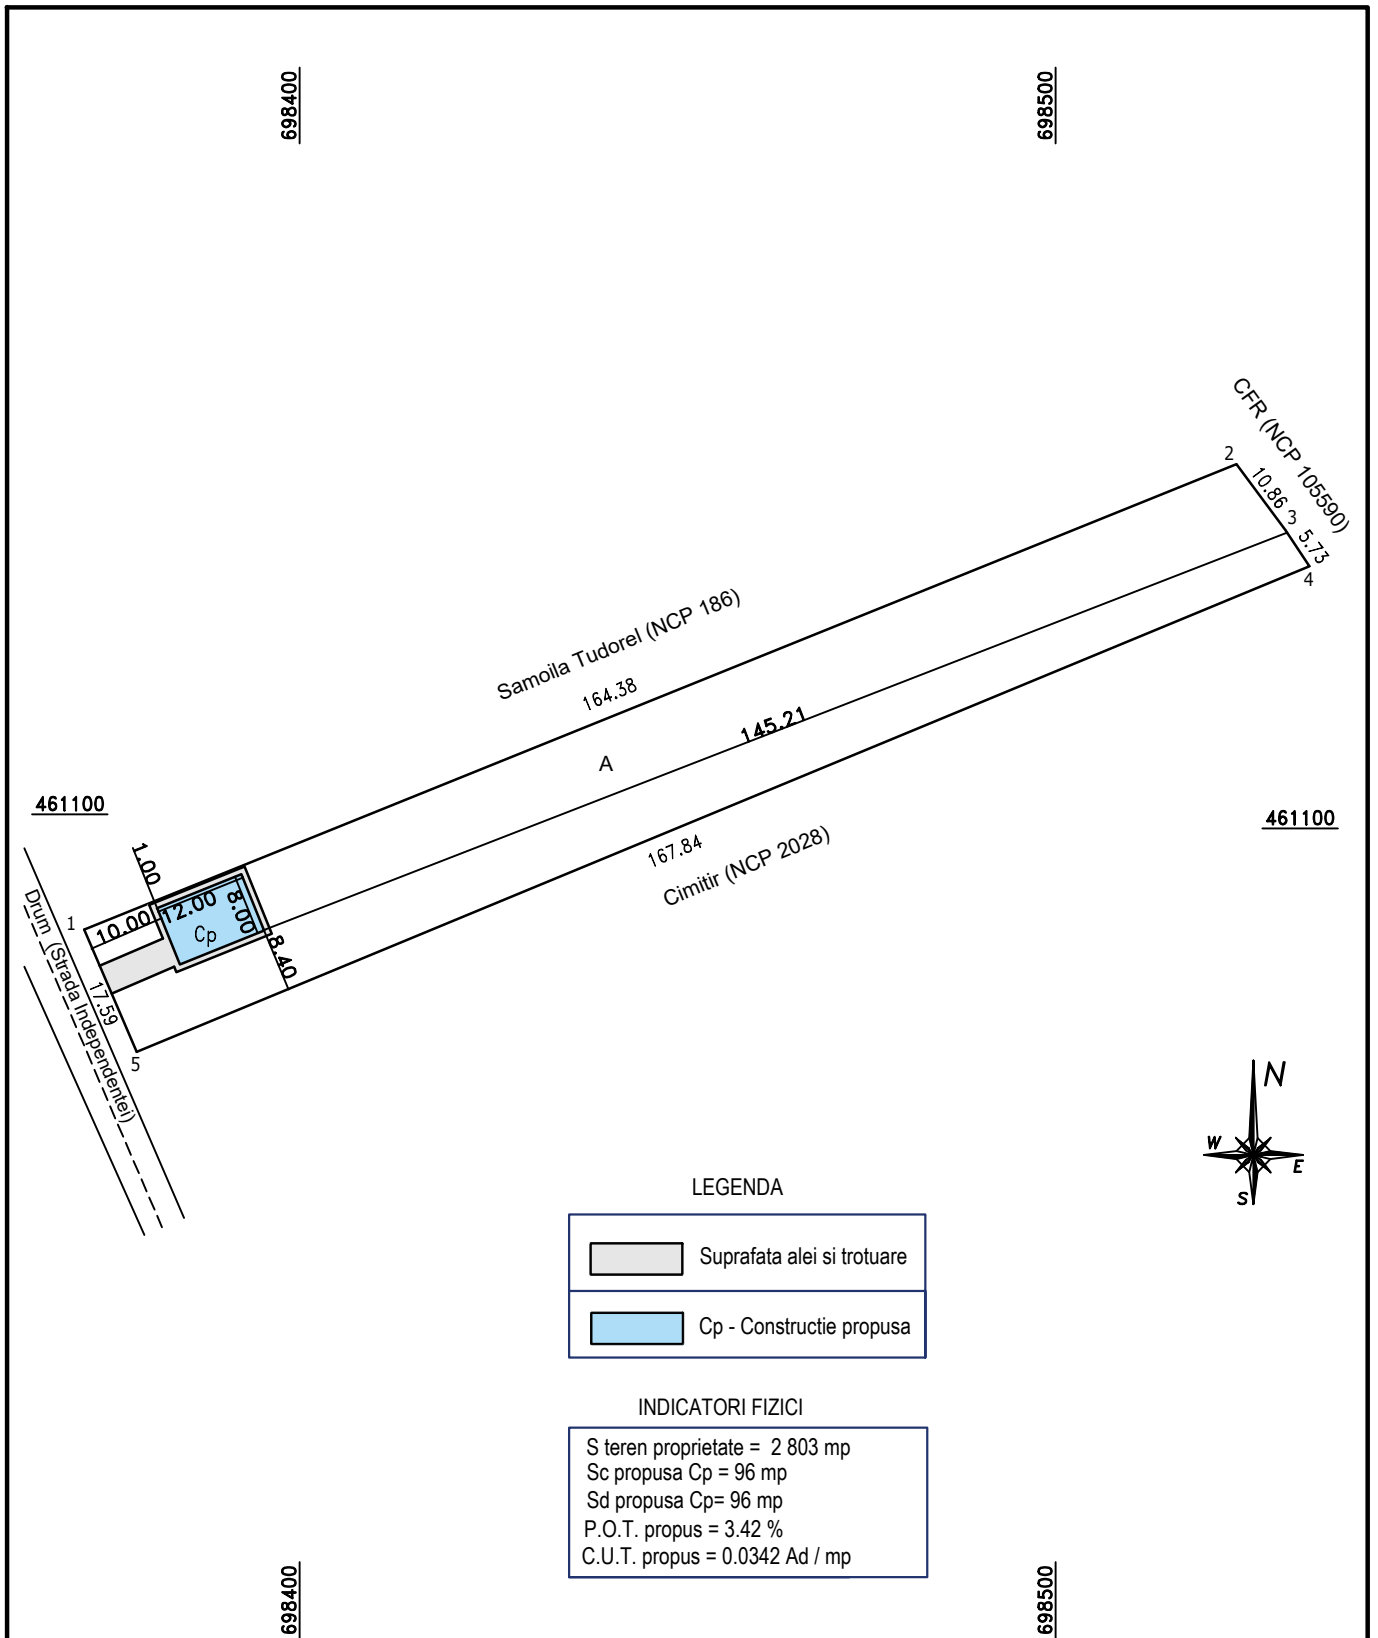 698400
698500
CFR (NCP 105590)
2
10.86
3
5.73
4
Samoila Tudorel (NCP 186)
164.38
145.21
A
461100
461100
167.84
Cimitir (NCP 2028)
1.00
Drum (Strada Independentei)
1
10.00
12.00
8.00
Cp
8.40
17.59
5
N
W
E
S
LEGENDA
Suprafata alei si trotuare
Cp - Constructie propusa
INDICATORI FIZICI
S teren proprietate = 2 803 mp
Sc propusa Cp = 96 mp
Sd propusa Cp= 96 mp
P.O.T. propus = 3.42 %
C.U.T. propus = 0.0342 Ad / mp
698400
698500